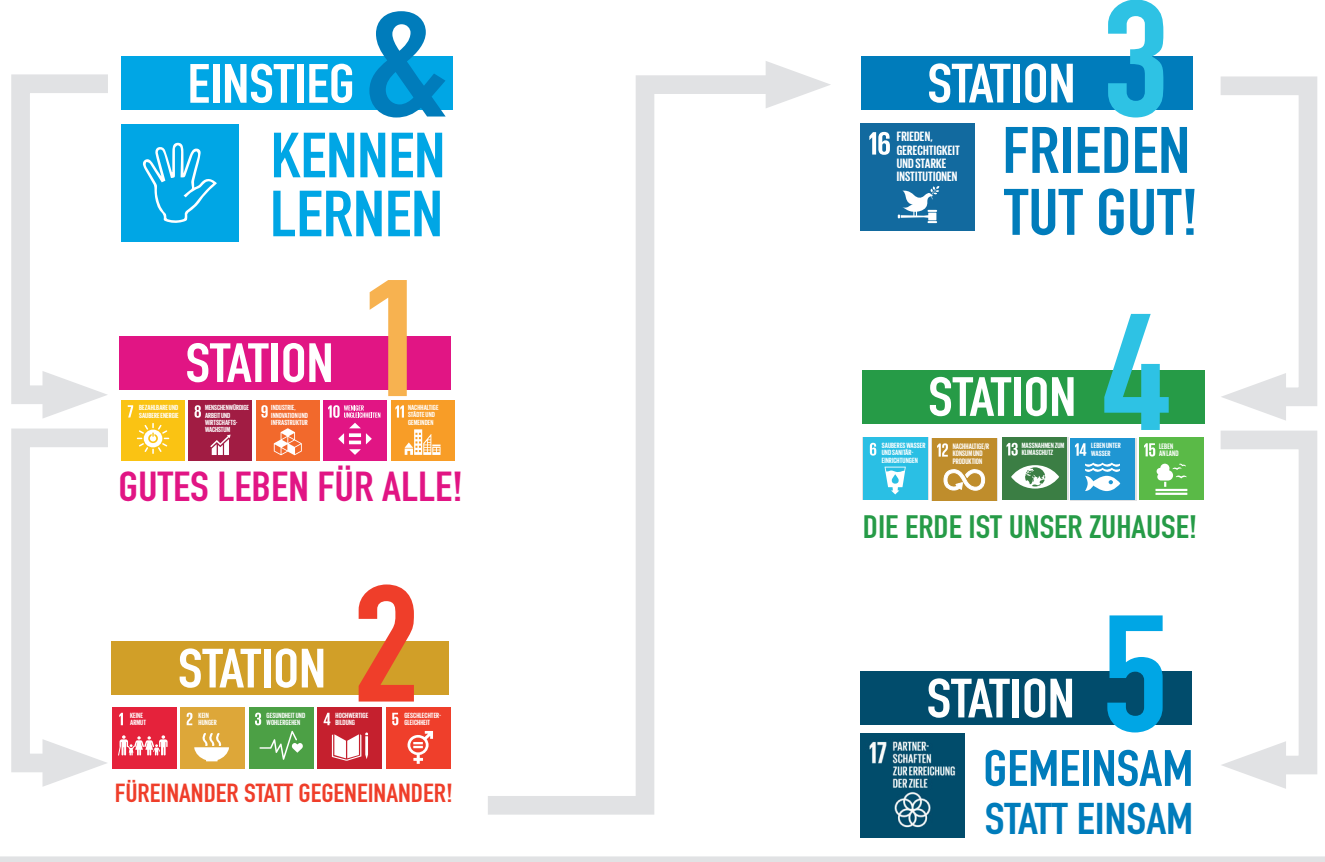 EINSTIEG &
KENNEN
LERNEN
STATION 1
7 BEZAHLBARE UND
SAUBERE ENERGIE
8 MENSCHENWÜRDIGE
ARBEIT UND
WIRTSCHAFTS-
WACHSTUM
9 INDUSTRIE,
INNOVATION UND
INFRASTRUKTUR
10 WENIGER
UNGLEICHHEITEN
11 NACHHALTIGE
STÄDTE UND
GEMEINDEN
GUTES LEBEN FÜR ALLE!
STATION 2
1 KEINE
ARMUT
2 KEIN
HUNGER
3 GESUNDHEIT UND
WOHLERGEHEN
4 HOCHWERTIGE
BILDUNG
5 GESCHLECHTER-
GLEICHHEIT
FÜREINANDER STATT GEGENEINANDER!
STATION 3
16 FRIEDEN,
GERECHTIGKEIT
UND STARKE
INSTITUTIONEN
FRIEDEN
TUT GUT!
STATION 4
6 SAUBERES WASSER
UND SANITÄR-
EINRICHTUNGEN
12 NACHHALTIGE/R
KONSUM UND
PRODUKTION
13 MASSNAHMEN ZUM
KLIMASCHUTZ
14 LEBEN UNTER
WASSER
15 LEBEN
AN LAND
DIE ERDE IST UNSER ZUHAUSE!
STATION 5
17 PARTNER-
SCHAFTEN
ZUR ERREICHUNG
DER ZIELE
GEMEINSAM
STATT EINSAM